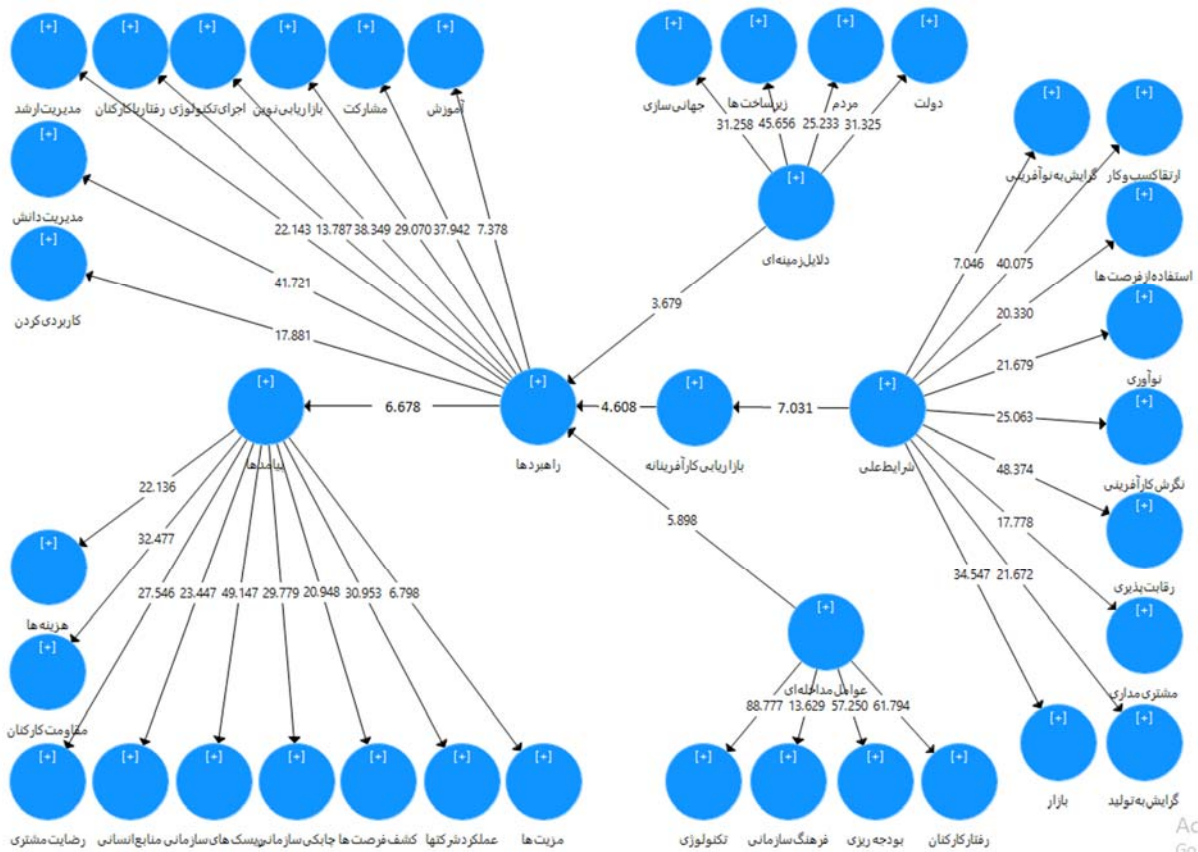 [+] [+] [+] [+] [+] [+]
مدیریت ارشد رفتار با کارکنان اجرای تکنولوژی بازاریابی نوین مشارکت آموزش
[+]
مدیریت دانش
[+]
کاربردی کردن
22.143 13.787 38.349 29.070 37.942 7.378
41.721
17.881
[+] [+] [+] [+]
جهانی سازی زیرساخت ها مردم دولت
31.258 45.656 25.233 31.325
[+]
دلایل زمینه ای
3.679
[+] [+]
گرایش به نوآفرینی ارتقا کسب و کار
[+]
استفاده از فرصت ها
[+]
نوآوری
[+]
نگرش کارآفرینی
[+]
رقابت پذیری
[+]
مشتری مداری
[+] [+]
بازار گرایش به تولید
7.046 40.075
20.330
21.679
25.063
48.374
17.778
34.547 21.672
[+] [+] [+] [+]
پیامدها راهبردها بازاریابی کارآفرینانه شرایط علی
6.678 4.608 7.031
5.898
[+]
عوامل مداخله ای
88.777 13.629 57.250 61.794
[+] [+] [+] [+]
تکنولوژی فرهنگ سازمانی بودجه ریزی رفتار کارکنان
22.136
32.477
27.546 23.447 49.147 29.779 20.948 30.953 6.798
[+]
هزینه ها
[+]
مقاومت کارکنان
[+] [+] [+] [+] [+] [+] [+]
رضایت مشتری منابع انسانی ریسک های سازمانی چابکی سازمانی کشف فرصت ها عملکرد شرکتها مزیت ها
Ac
Go